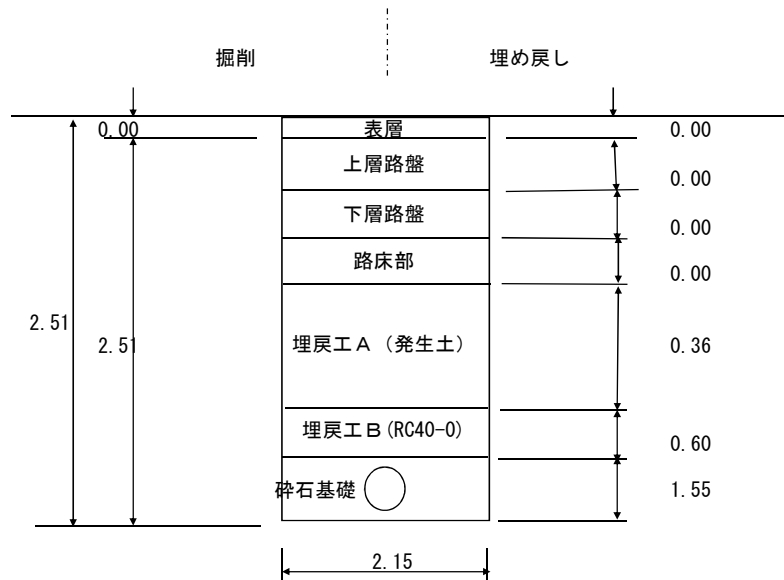 掘削
埋め戻し
0.00
表層
0.00
上層路盤
0.00
下層路盤
0.00
路床部
0.00
2.51
2.51
埋戻工A（発生土）
0.36
埋戻工B(RC40-0)
0.60
砕石基礎
1.55
2.15